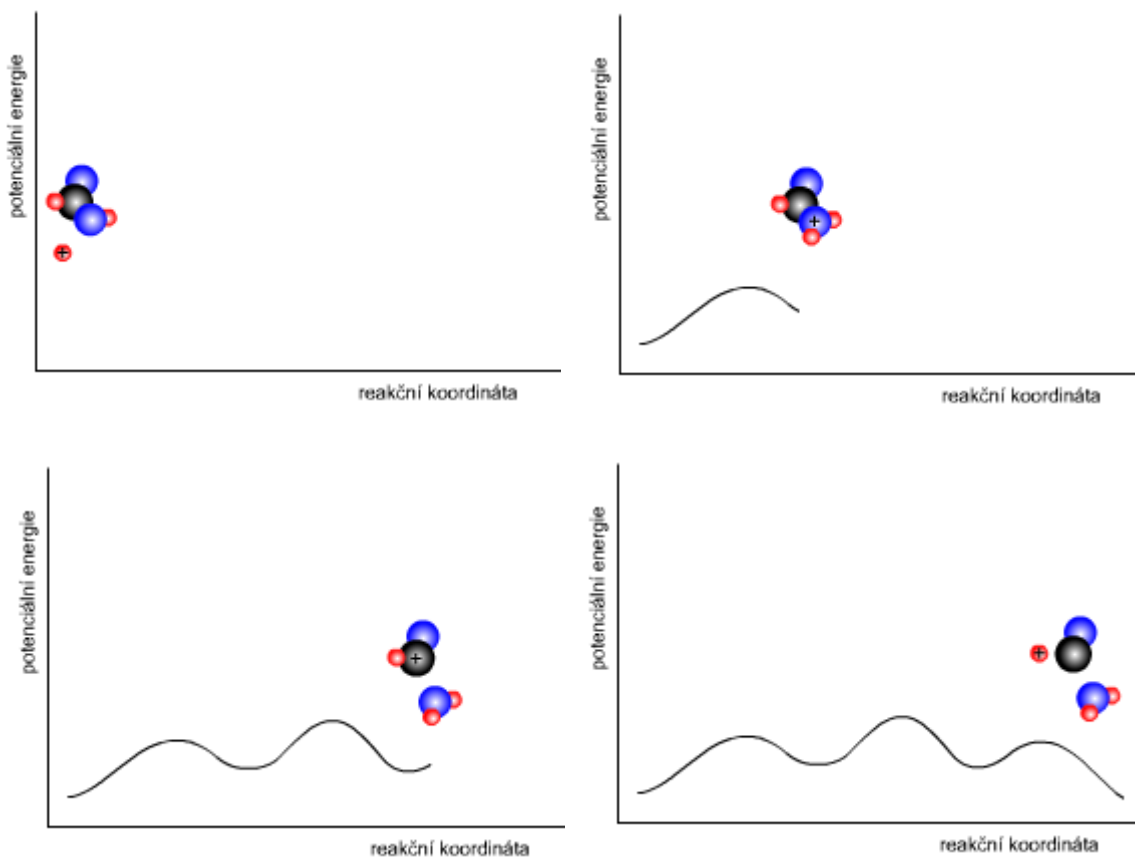 potenciální energie
+
reakční koordináta
potenciální energie
+
reakční koordináta
potenciální energie
+
reakční koordináta
potenciální energie
+
reakční koordináta